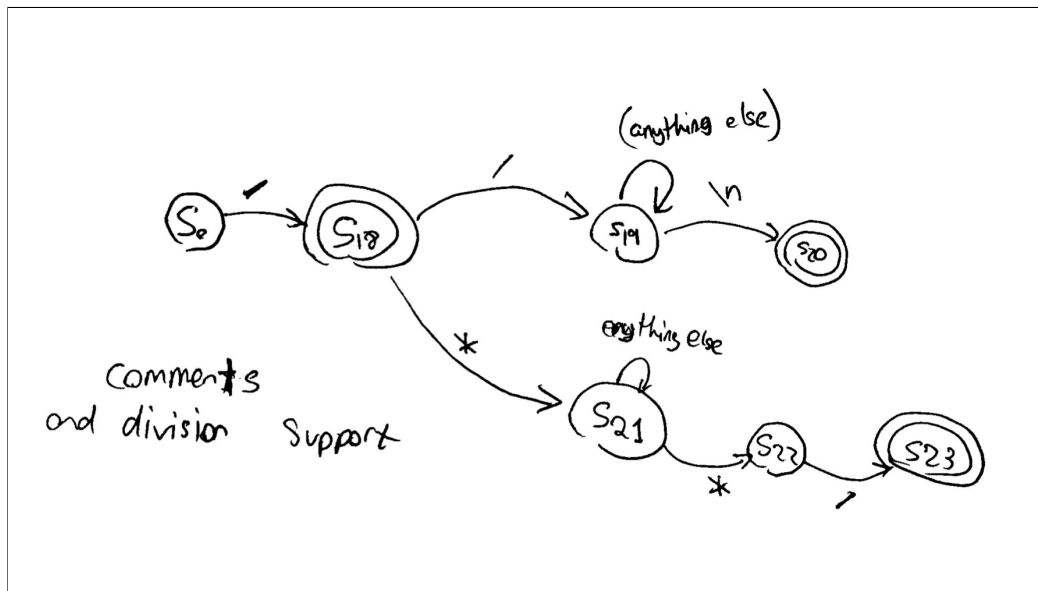 (anything else)
/
/
\n
S0
S18
S19
S20
*
anything else
comments
and division support
S21
S22
S23
*
/